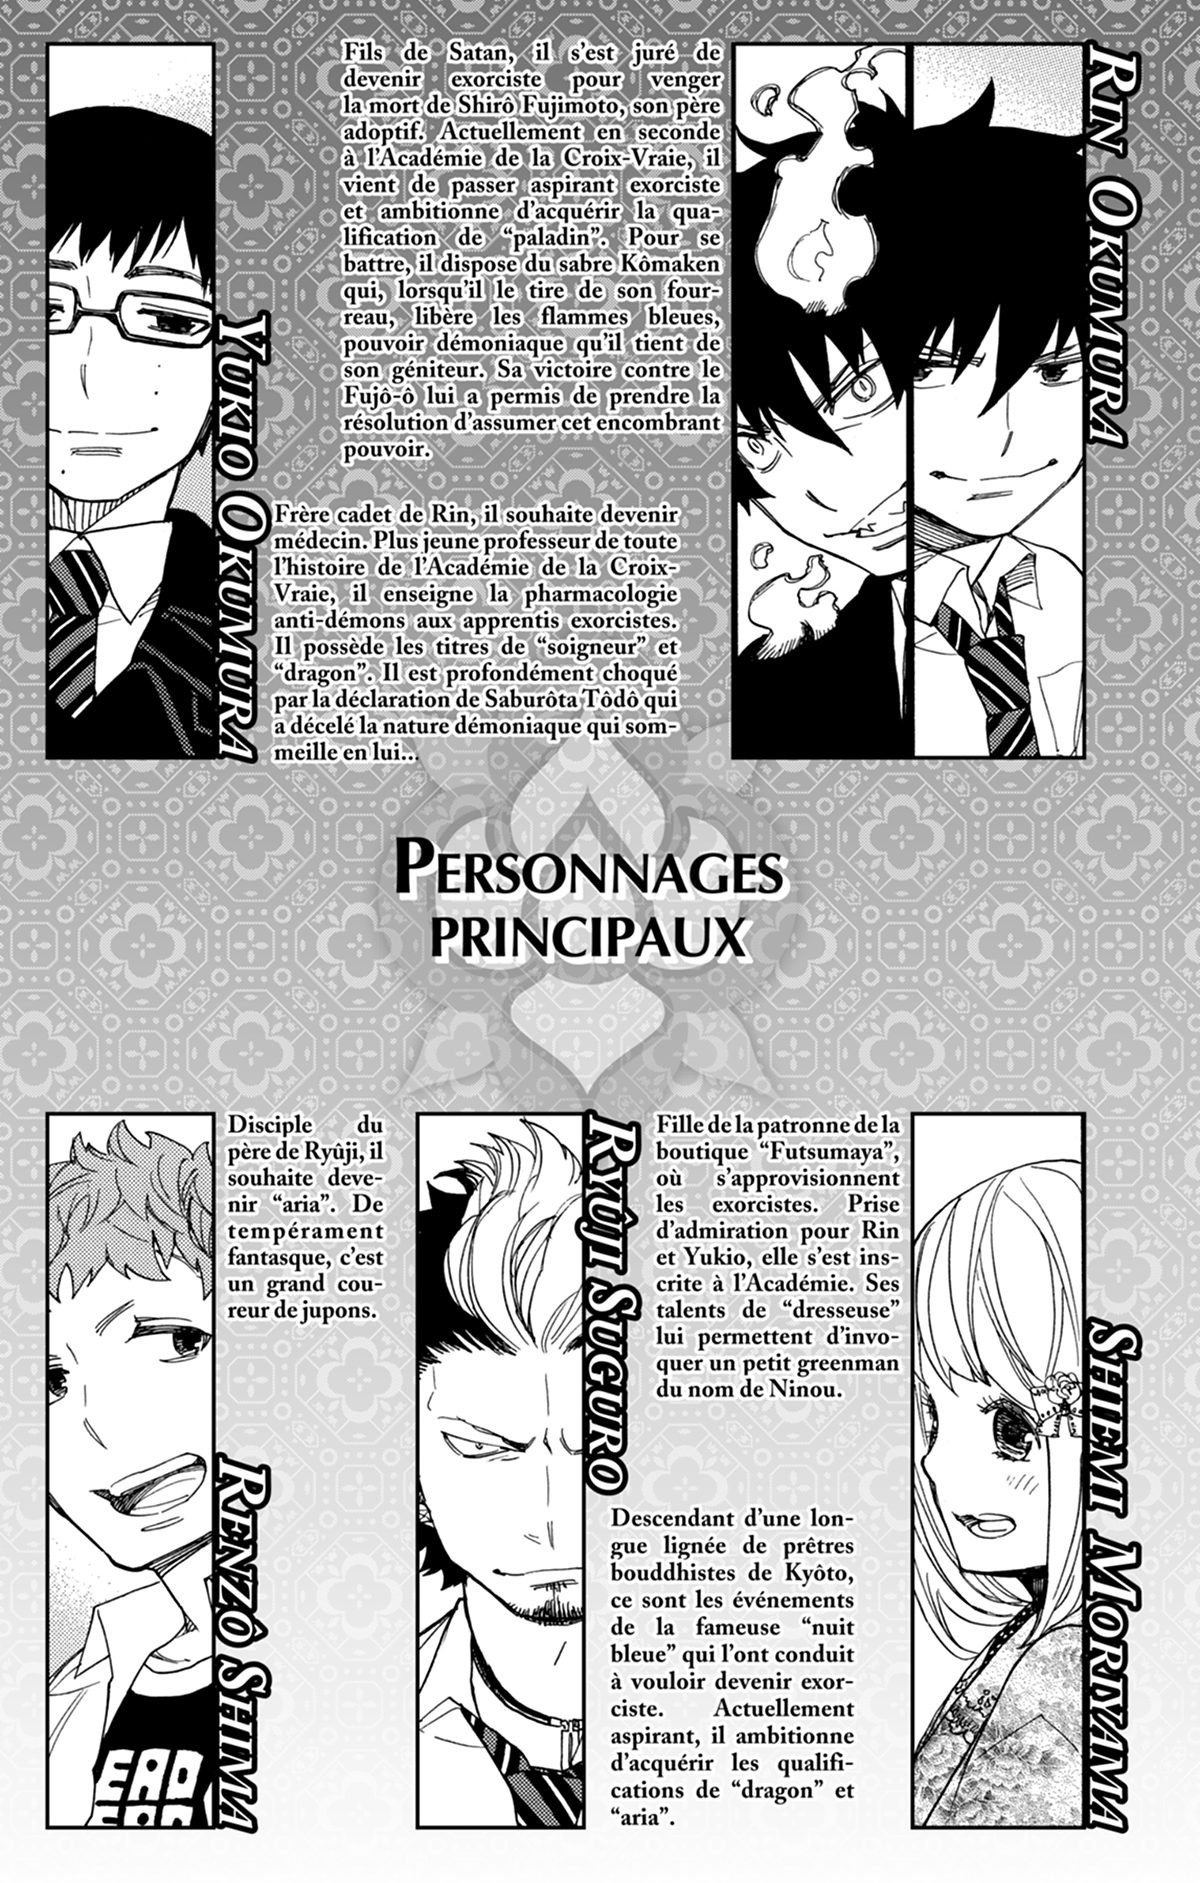 RIN OKUMURA
Fils de Satan, il s'est juré de
devenir exorciste pour venger
la mort de Shirô Fujimoto, son père
adoptif. Actuellement en seconde
à l'Académie de la Croix-Vraie, il
vient de passer aspirant exorciste
et ambitionne d'acquérir la qua-
lification de "paladin". Pour se
battre, il dispose du sabre Kômaken
qui, lorsqu'il le tire de son four-
reau, libère les flammes bleues,
pouvoir démoniaque qu'il tient de
son géniteur. Sa victoire contre le
Fujô-ô lui a permis de prendre la
résolution d'assumer cet encombrant
pouvoir.
YUKIO OKUMURA
Frère cadet de Rin, il souhaite devenir
médecin. Plus jeune professeur de toute
l'histoire de l'Académie de la Croix-
Vraie, il enseigne la pharmacologie
anti-démons aux apprentis exorcistes.
Il possède les titres de "soigneur" et
"dragon". Il est profondément choqué
par la déclaration de Saburôta Tôdô qui
a décelé la nature démoniaque qui som-
meille en lui...
PERSONNAGES
PRINCIPAUX
SHIEMI MORIYAMA
Fille de la patronne de la
boutique "Futsumaya",
où s'approvisionnent
les exorcistes. Prise
d'admiration pour Rin
et Yukio, elle s'est ins-
crite à l'Académie. Ses
talents de "dresseuse"
lui permettent d'invo-
quer un petit greenman
du nom de Ninou.
RYÛJI SUGURO
Descendant d'une lon-
gue lignée de prêtres
bouddhistes de Kyôto,
ce sont les événements
de la fameuse "nuit
bleue" qui l'ont conduit
à vouloir devenir exor-
ciste. Actuellement
aspirant, il ambitionne
d'acquérir les qualifi-
cations de "dragon" et
"aria".
RENZÔ SHIMA
Disciple du
père de Ryûji, il
souhaite deve-
nir "aria". De
tempérament
fantasque, c'est
un grand cou-
reur de jupons.